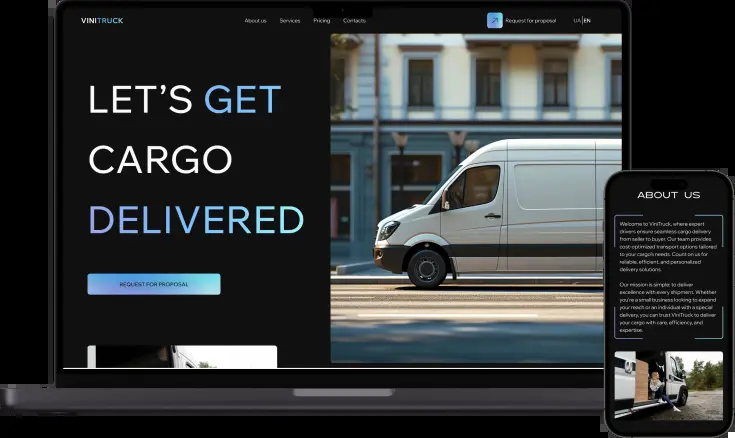 VINITRUCK
About us Services Pricing Contacts
Request for proposal
UA|EN
LET’S GET
CARGO
DELIVERED
REQUEST FOR PROPOSAL
ABOUT US
Welcome to ViniTruck, where expert
drivers ensure seamless cargo delivery
from seller to buyer. Our team provides
cost-optimized transport options tailored
to your cargo's needs. Count on us for
reliable, efficient, and personalized
delivery solutions.
Our mission is simple: to deliver
excellence with every shipment. Whether
you're a small business looking to expand
your reach or an individual with a special
delivery, you can trust ViniTruck to deliver
your cargo with care, efficiency, and
expertise.